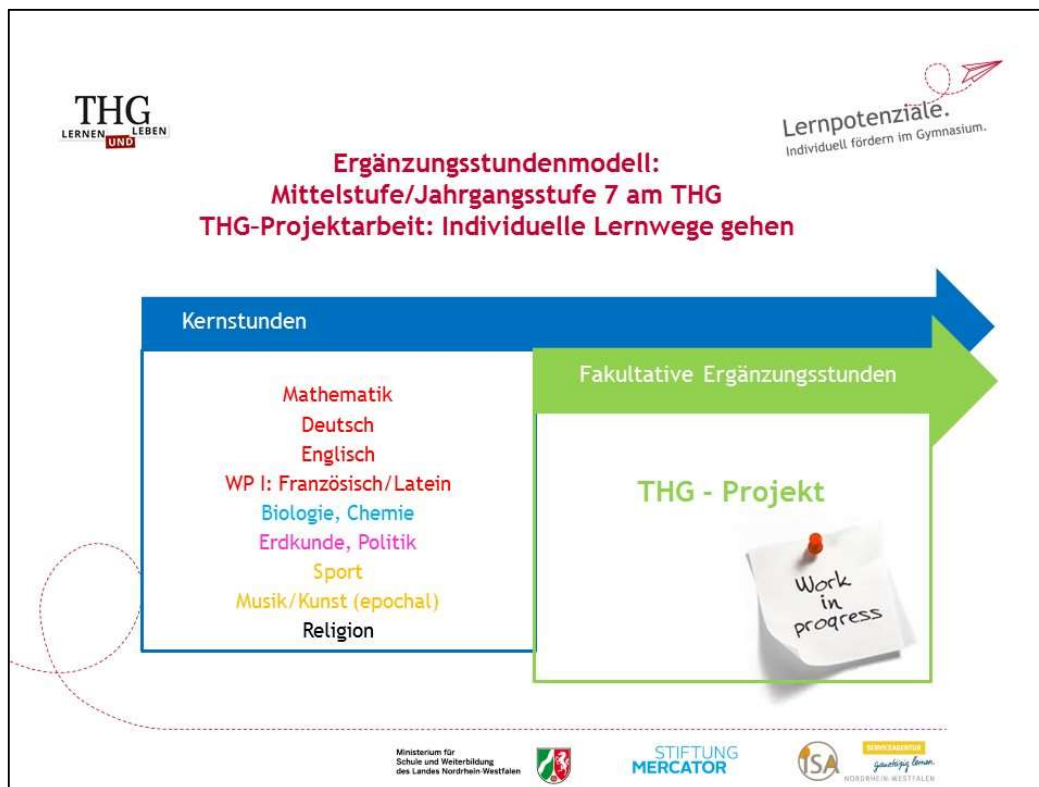 THG
LERNEN UND LEBEN
Lernpotenziale.
Individuell fördern im Gymnasium.
Ergänzungsstundenmodell:
Mittelstufe/Jahrgangsstufe 7 am THG
THG-Projektarbeit: Individuelle Lernwege gehen
Kernstunden
Mathematik
Deutsch
Englisch
WP I: Französisch/Latein
Biologie, Chemie
Erdkunde, Politik
Sport
Musik/Kunst (epochal)
Religion
Fakultative Ergänzungsstunden
THG - Projekt
Work
in
progress
Ministerium für
Schule und Weiterbildung
des Landes Nordrhein-Westfalen
STIFTUNG
MERCATOR
ISA
SERVICEAGENTUR
ganztägig lernen.
NORDRHEIN-WESTFALEN